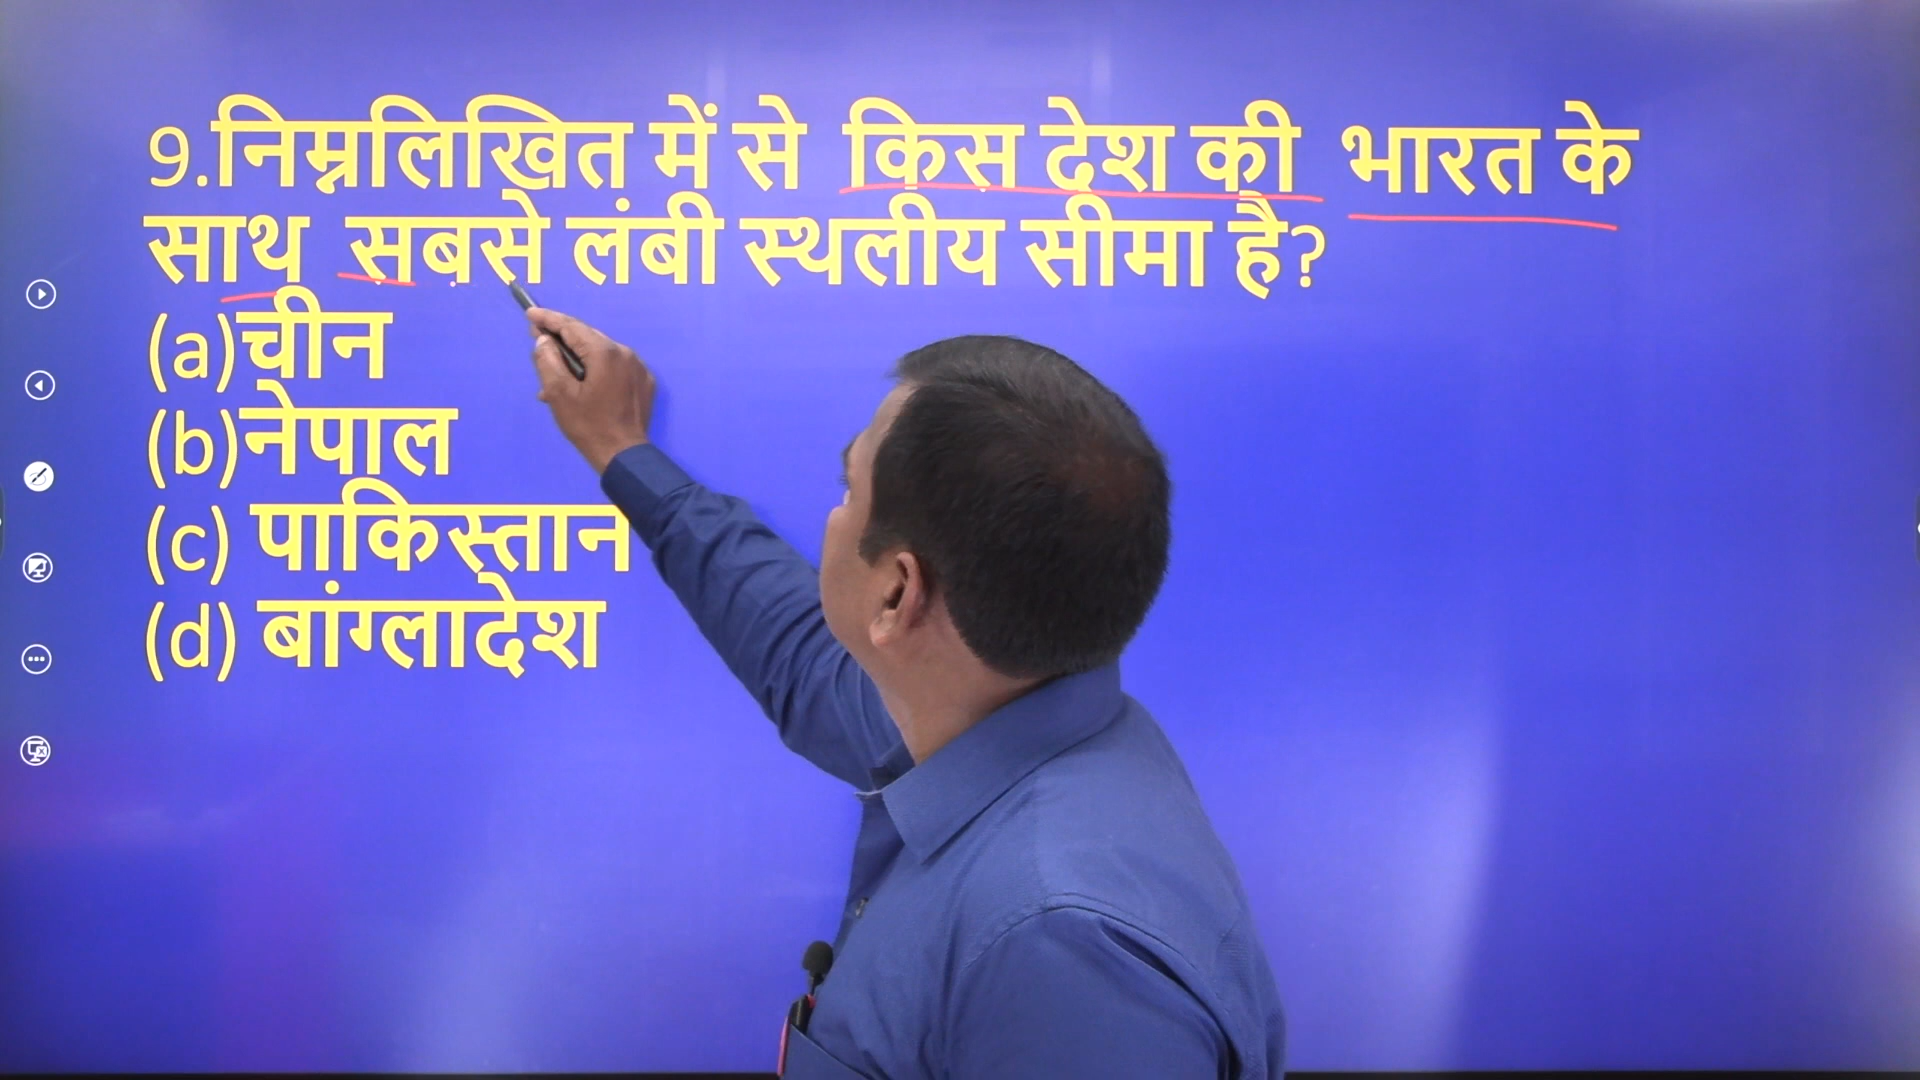 9.निम्नलिखित में से किस देश की भारत के
साथ सबसे लंबी स्थलीय सीमा है?
(a)चीन
(b)नेपाल
(c) पाकिस्तान
(d) बांग्लादेश